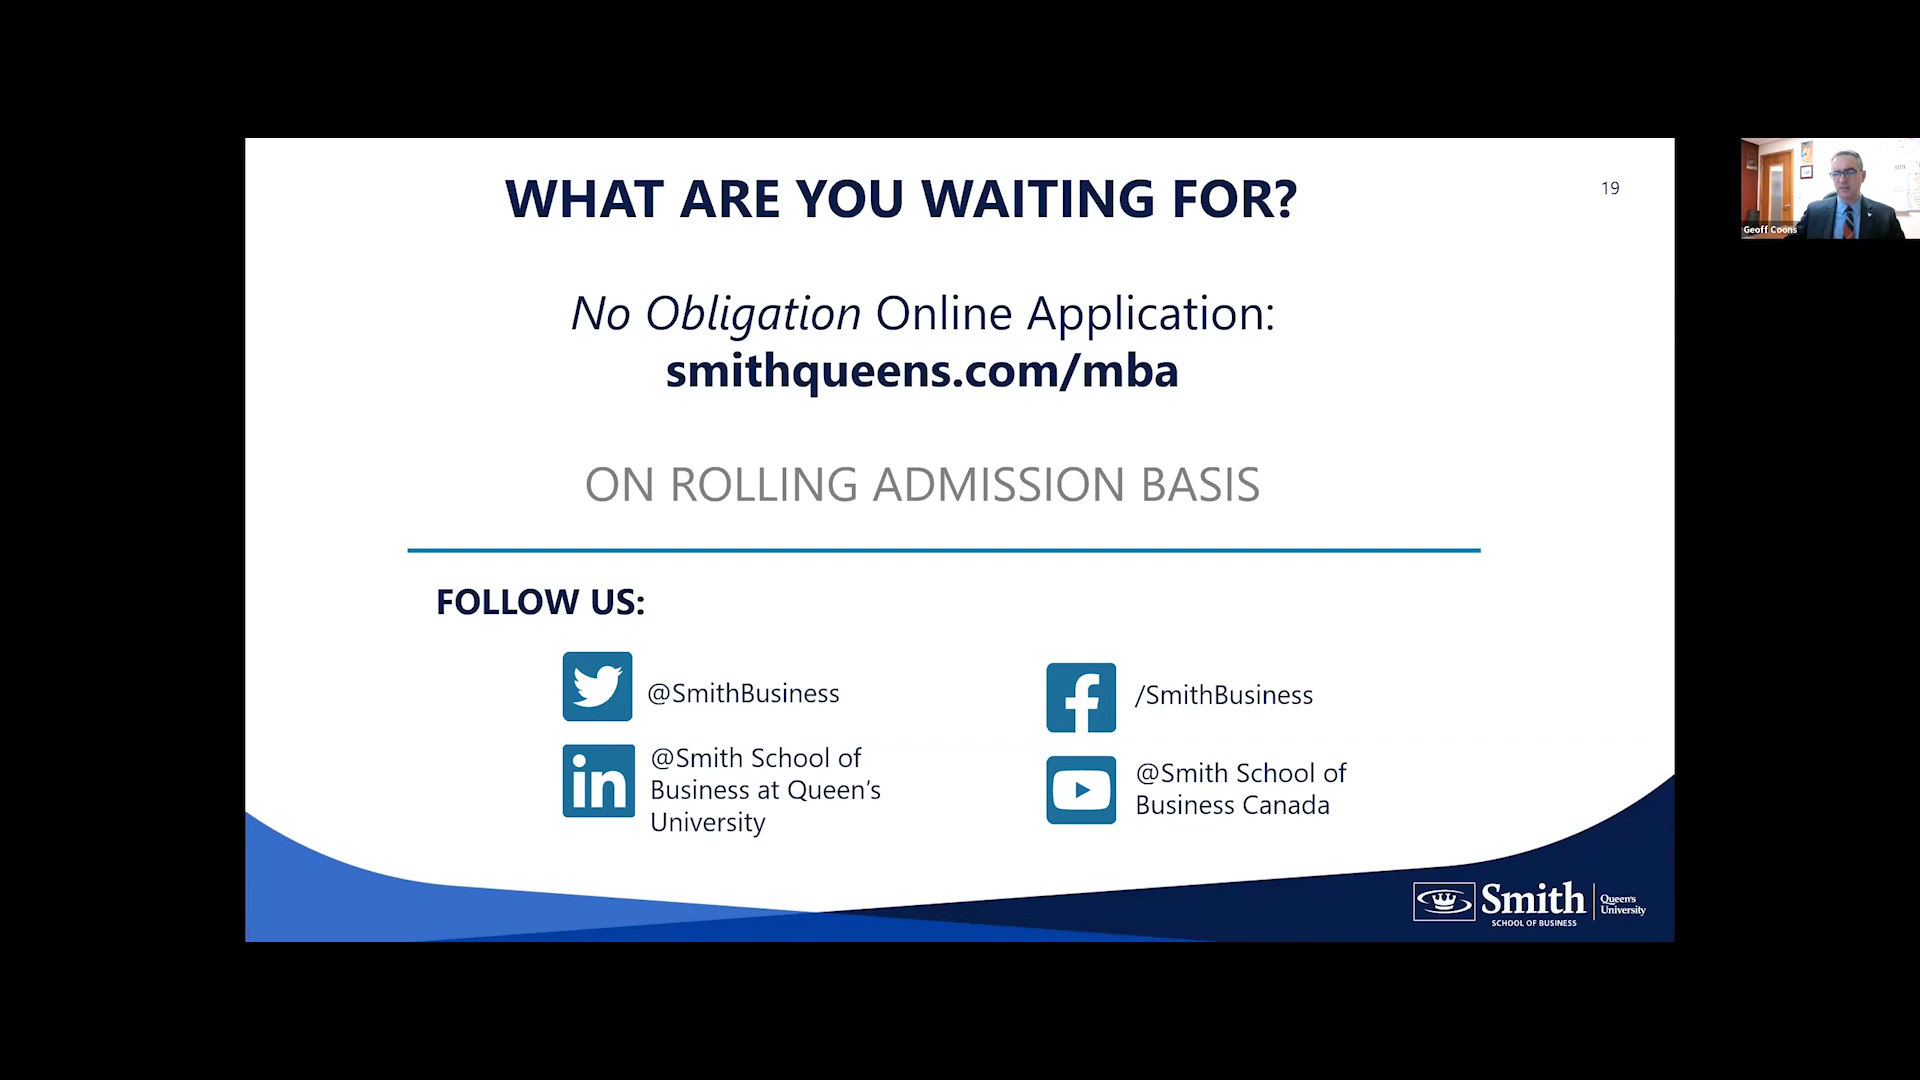 WHAT ARE YOU WAITING FOR?
19
No Obligation Online Application:
smithqueens.com/mba
ON ROLLING ADMISSION BASIS
FOLLOW US:
@SmithBusiness
/SmithBusiness
in
@Smith School of
Business at Queen’s
University
@Smith School of
Business Canada
Smith
SCHOOL OF BUSINESS
Queen's
University
Geoff Coons